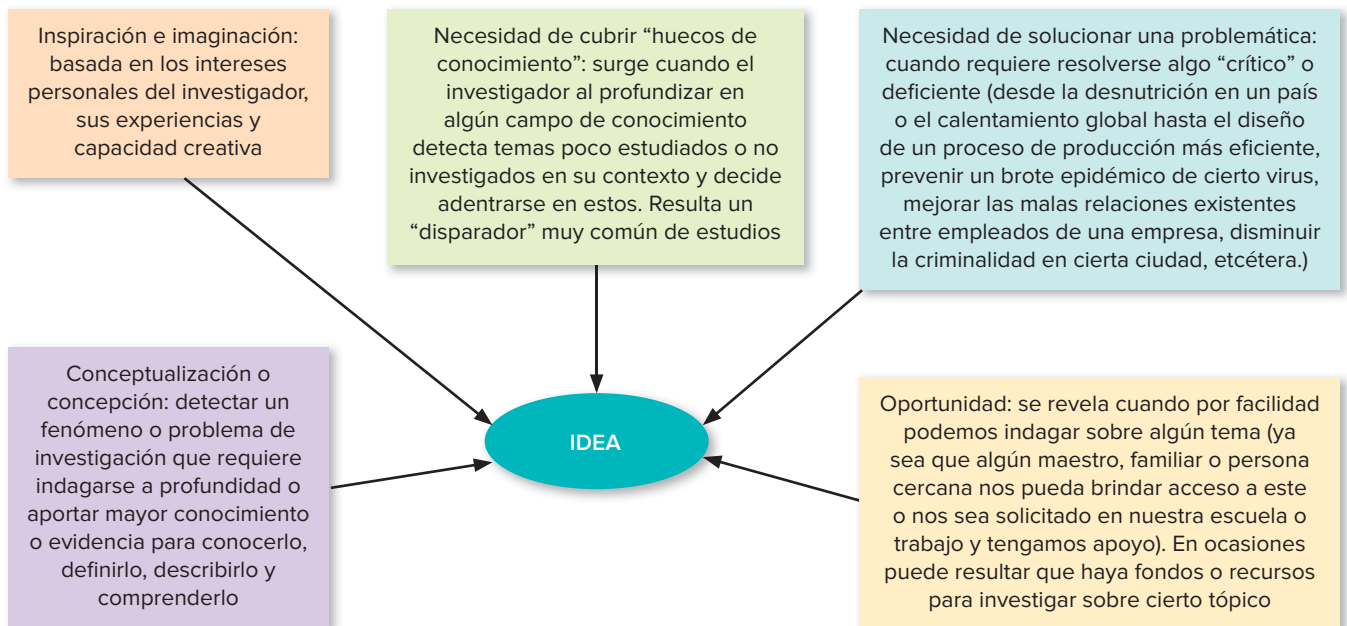 Inspiración e imaginación:
basada en los intereses
personales del investigador,
sus experiencias y
capacidad creativa
Necesidad de cubrir “huecos de
conocimiento”: surge cuando el
investigador al profundizar en
algún campo de conocimiento
detecta temas poco estudiados o no
investigados en su contexto y decide
adentrarse en estos. Resulta un
“disparador” muy común de estudios
Necesidad de solucionar una problemática:
cuando requiere resolverse algo “crítico” o
deficiente (desde la desnutrición en un país
o el calentamiento global hasta el diseño
de un proceso de producción más eficiente,
prevenir un brote epidémico de cierto virus,
mejorar las malas relaciones existentes
entre empleados de una empresa, disminuir
la criminalidad en cierta ciudad, etcétera.)
Conceptualización o
concepción: detectar un
fenómeno o problema de
investigación que requiere
indagarse a profundidad o
aportar mayor conocimiento
o evidencia para conocerlo,
definirlo, describirlo y
comprenderlo
IDEA
Oportunidad: se revela cuando por facilidad
podemos indagar sobre algún tema (ya
sea que algún maestro, familiar o persona
cercana nos pueda brindar acceso a este
o nos sea solicitado en nuestra escuela o
trabajo y tengamos apoyo). En ocasiones
puede resultar que haya fondos o recursos
para investigar sobre cierto tópico